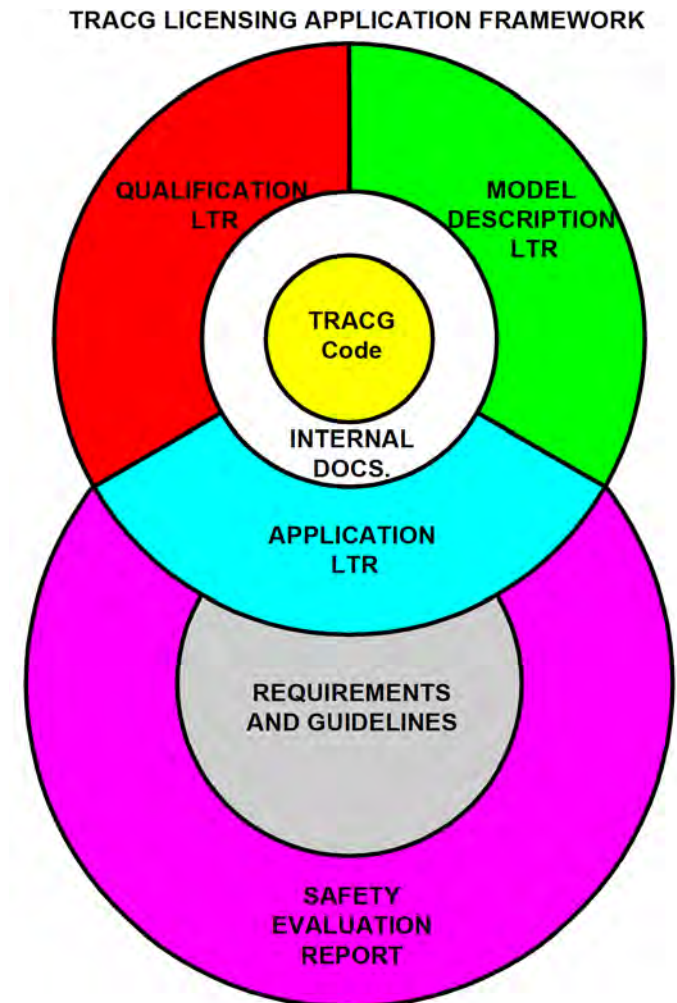 TRACG LICENSING APPLICATION FRAMEWORK
QUALIFICATION
LTR
MODEL
DESCRIPTION
LTR
TRACG
Code
INTERNAL
DOCS.
APPLICATION
LTR
REQUIREMENTS
AND GUIDELINES
SAFETY
EVALUATION
REPORT